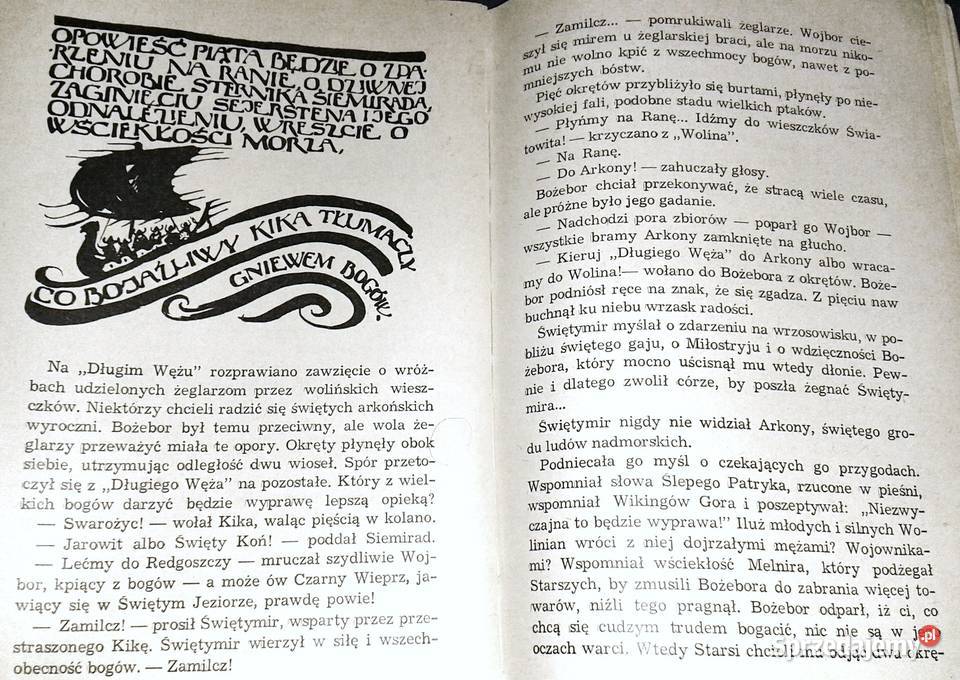 OPOWIEŚĆ PIĄTA BĘDZIE O ZDA-
RZENIU NA RANIE, O DZIWNEJ
CHOROBIE STERNIKA SIEMIRADA,
ZAGINIĘCIU SEJERSTENA I JEGO
ODNALEZIENIU, WRESZCIE O
WŚCIEKŁOŚCI MORZA,
CO BOJAŹLIWY KIKA TŁUMACZY
GNIEWEM BOGÓW.
Na „Długim Wężu" rozprawiano zawzięcie o wróż-
bach udzielonych żeglarzom przez wolińskich wiesz-
czków. Niektórzy chcieli radzić się świętych arkońskich
wyroczni. Bożebor był temu przeciwny, ale wola że-
glarzy przeważyć miała te opory. Okręty płynęły obok
siebie, utrzymując odległość dwu wioseł. Spór przeto-
czył się z „Długiego Węża" na pozostałe. Który z wiel-
kich bogów darzyć będzie wyprawę lepszą opieką?
— Swarożyc! — wołał Kika, waląc pięścią w kolano.
— Jarowit albo Święty Koń! — poddał Siemirad.
— Lećmy do Redgoszczy — mruczał szydliwie Woj-
bor, kpiący z bogów — a może ów Czarny Wieprz, ja-
wiący się w Świętym Jeziorze, prawdę powie!
— Zamilcz! — prosił Świętymir, wsparty przez prze-
straszonego Kikę. Świętymir wierzył w siłę i wszech-
obecność bogów. — Zamilcz!
— Zamilcz... — pomrukiwali żeglarze. Wojbor cie-
szył się mirem u żeglarskiej braci, ale na morzu niko-
mu nie wolno kpić z wszechmocy bogów, nawet z po-
mniejszych bóstw.
Pięć okrętów przybliżyło się burtami, płynęły po nie-
wysokiej fali, podobne stadu wielkich ptaków.
— Płyńmy na Ranę... Idźmy do wieszczków Świa-
towita! — krzyczano z „Wolina".
— Na Ranę.
— Do Arkony! — zahuczały głosy.
Bożebor chciał przekonywać, że stracą wiele czasu,
ale próżne było jego gadanie.
— Nadchodzi pora zbiorów — poparł go Wojbor —
wszystkie bramy Arkony zamknięte na głucho.
— Kieruj „Długiego Węża" do Arkony albo wraca-
my do Wolina! — wołano do Bożebora z okrętów. Boże-
bor podniósł ręce na znak, że się zgadza. Z pięciu naw
buchnął ku niebu wrzask radości.
Świętymir myślał o zdarzeniu na wrzosowisku, w po-
bliżu świętego gaju, o Miłostryju i o wdzięczności Bo-
żebora, który mocno uścisnął mu wtedy dłonie. Pew-
nie i dlatego zwolił córze, by poszła żegnać Święty-
mira...
Świętymir nigdy nie widział Arkony, świętego gro-
du ludów nadmorskich.
Podniecała go myśl o czekających go przygodach.
Wspomniał słowa Ślepego Patryka, rzucone w pieśni,
wspomniał Wikingów Gora i poszeptywał: „Niezwy-
czajna to będzie wyprawa!" Iluż młodych i silnych Wo-
linian wróci z niej dojrzałymi mężami? Wojownika-
mi? Wspomniał wściekłość Melnira, który podżegał
Starszych, by zmusili Bożebora do zabrania więcej to-
warów, niźli tego pragnął. Bożebor odparł, iż ci, co
chcą się cudzym trudem bogacić, nic nie są w jego
oczach warci. Wtedy Starsi chcieli mu odjąć dwa okrę-
Sprzedajemy.pl